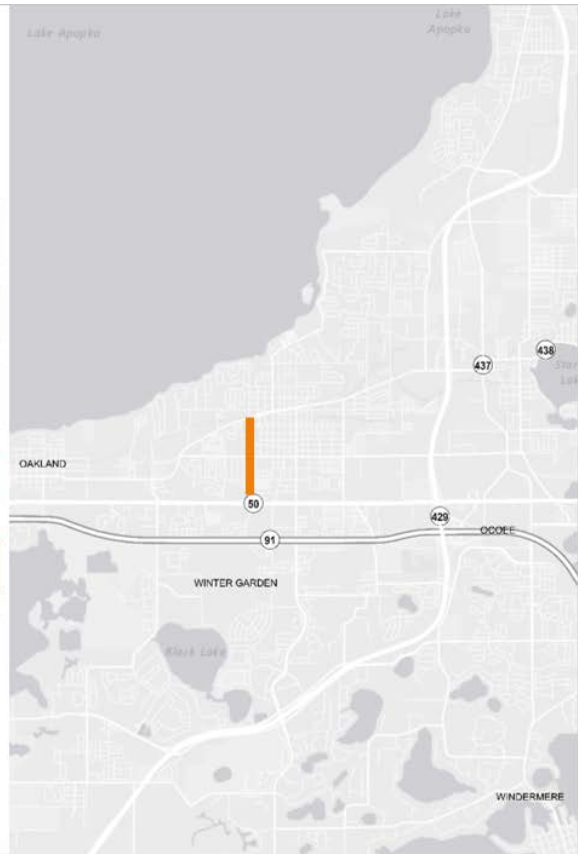 Lake Apopka
Lake
Apopka
438
437
OAKLAND
50
429
OCOEE
91
WINTER GARDEN
Black Lake
WINDERMERE